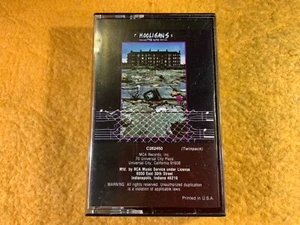 HOOLIGANS
C263450
(Twinpack)
MCA Records, Inc.
70 Universal City Plaza
Universal City, California 91608
Mfd. by RCA Music Service under License
6550 East 30th Street
Indianapolis, Indiana 46219
WARNING: All rights reserved. Unauthorized duplication
is a violation of applicable laws.
Printed in U.S.A.